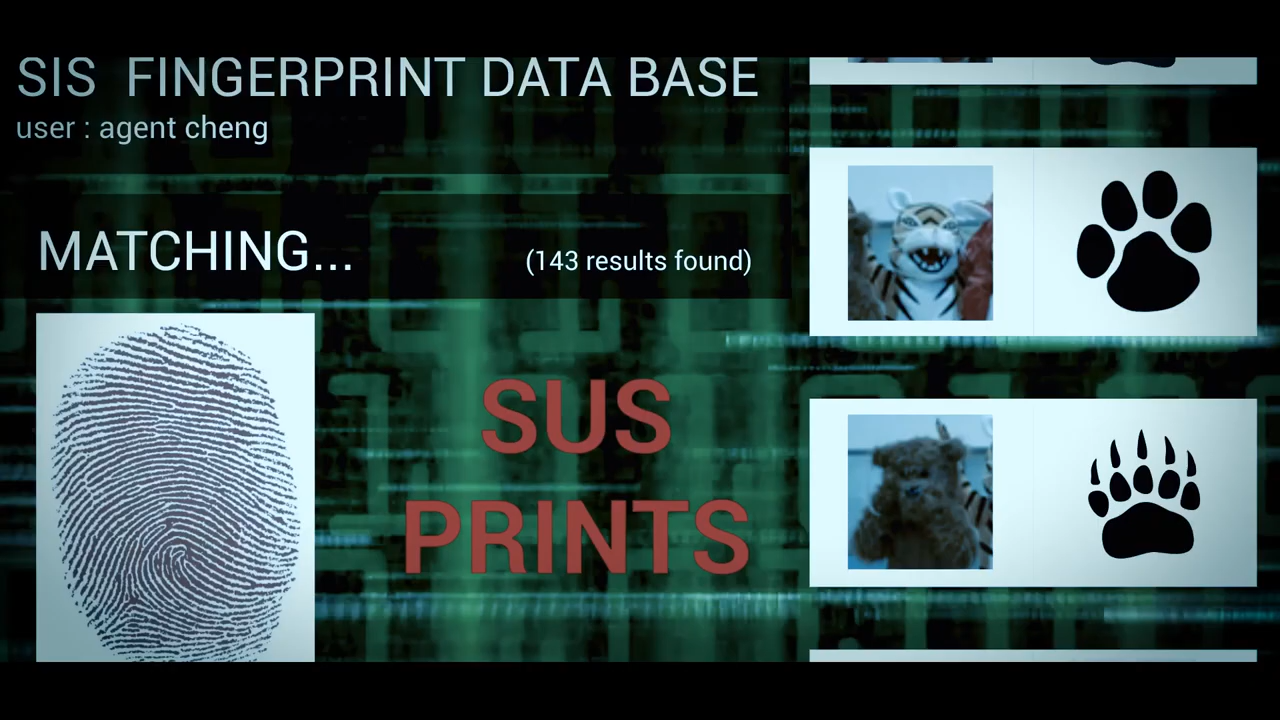 SIS FINGERPRINT DATA BASE
user : agent cheng
MATCHING...
(143 results found)
SUS
PRINTS